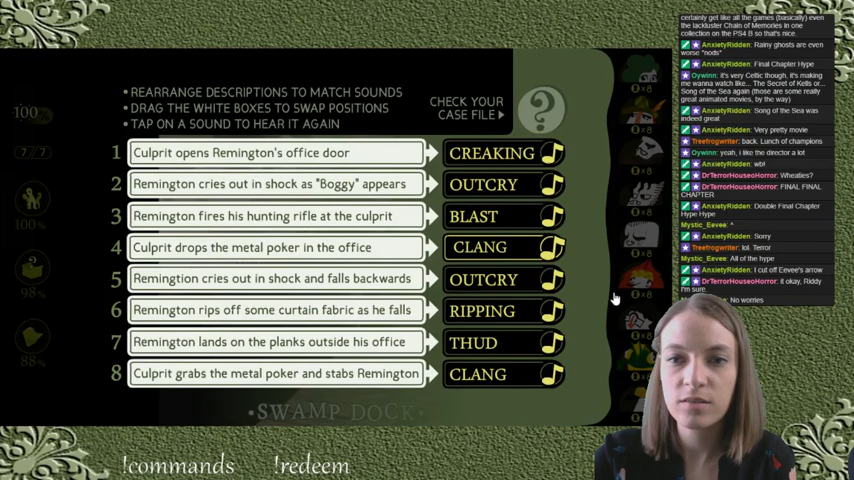 certainly get like all the games (basically) even
the lackluster Chain of Memories in one
collection on the PS4 B so that's nice.
AnxietyRidden: Rainy ghosts are even
worse *nods*
AnxietyRidden: Final Chapter Hype
Oywinn: it's very Celtic though, it's making
me wanna watch like... The Secret of Kells or...
Song of the Sea again (those are some really
great animated movies, by the way)
AnxietyRidden: Song of the Sea was
indeed great
AnxietyRidden: Very pretty movie
Treefrogwriter: back. Lunch of champions
Oywinn: yeah, i like the director a lot
AnxietyRidden: wb!
DrTerrorHouseoHorror: Wheaties?
DrTerrorHouseoHorror: FINAL FINAL
CHAPTER
AnxietyRidden: Double Final Chapter
Hype Hype
Mystic_Eevee: ^
AnxietyRidden: Sorry
Treefrogwriter: lol. Terror
Mystic_Eevee: All of the hype
AnxietyRidden: I cut off Eevee's arrow
DrTerrorHouseoHorror: it okay, Riddy
I'm sure.
No worries
• REARRANGE DESCRIPTIONS TO MATCH SOUNDS
• DRAG THE WHITE BOXES TO SWAP POSITIONS
• TAP ON A SOUND TO HEAR IT AGAIN
CHECK YOUR
CASE FILE
?
1 Culprit opens Remington's office door CREAKING
2 Remington cries out in shock as "Boggy" appears OUTCRY
3 Remington fires his hunting rifle at the culprit BLAST
4 Culprit drops the metal poker in the office CLANG
5 Remingtion cries out in shock and falls backwards OUTCRY
6 Remington rips off some curtain fabric as he falls RIPPING
7 Remington lands on the planks outside his office THUD
8 Culprit grabs the metal poker and stabs Remington CLANG
•SWAMP DOCK•
100%
7/7
100%
98%
88%
!commands !redeem